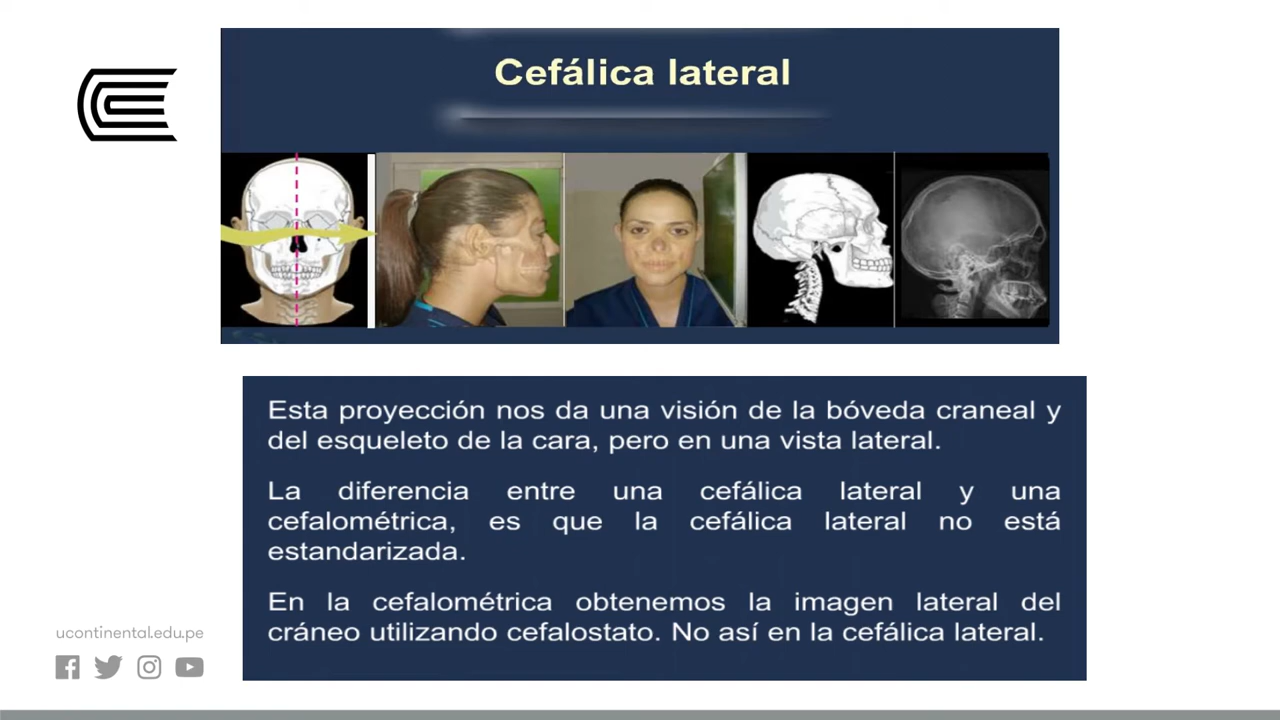 Cefálica lateral
Esta proyección nos da una visión de la bóveda craneal y
del esqueleto de la cara, pero en una vista lateral.
La diferencia entre una cefálica lateral y una
cefalométrica, es que la cefálica lateral no está
estandarizada.
En la cefalométrica obtenemos la imagen lateral del
cráneo utilizando cefalostato. No así en la cefálica lateral.
ucontinental.edu.pe